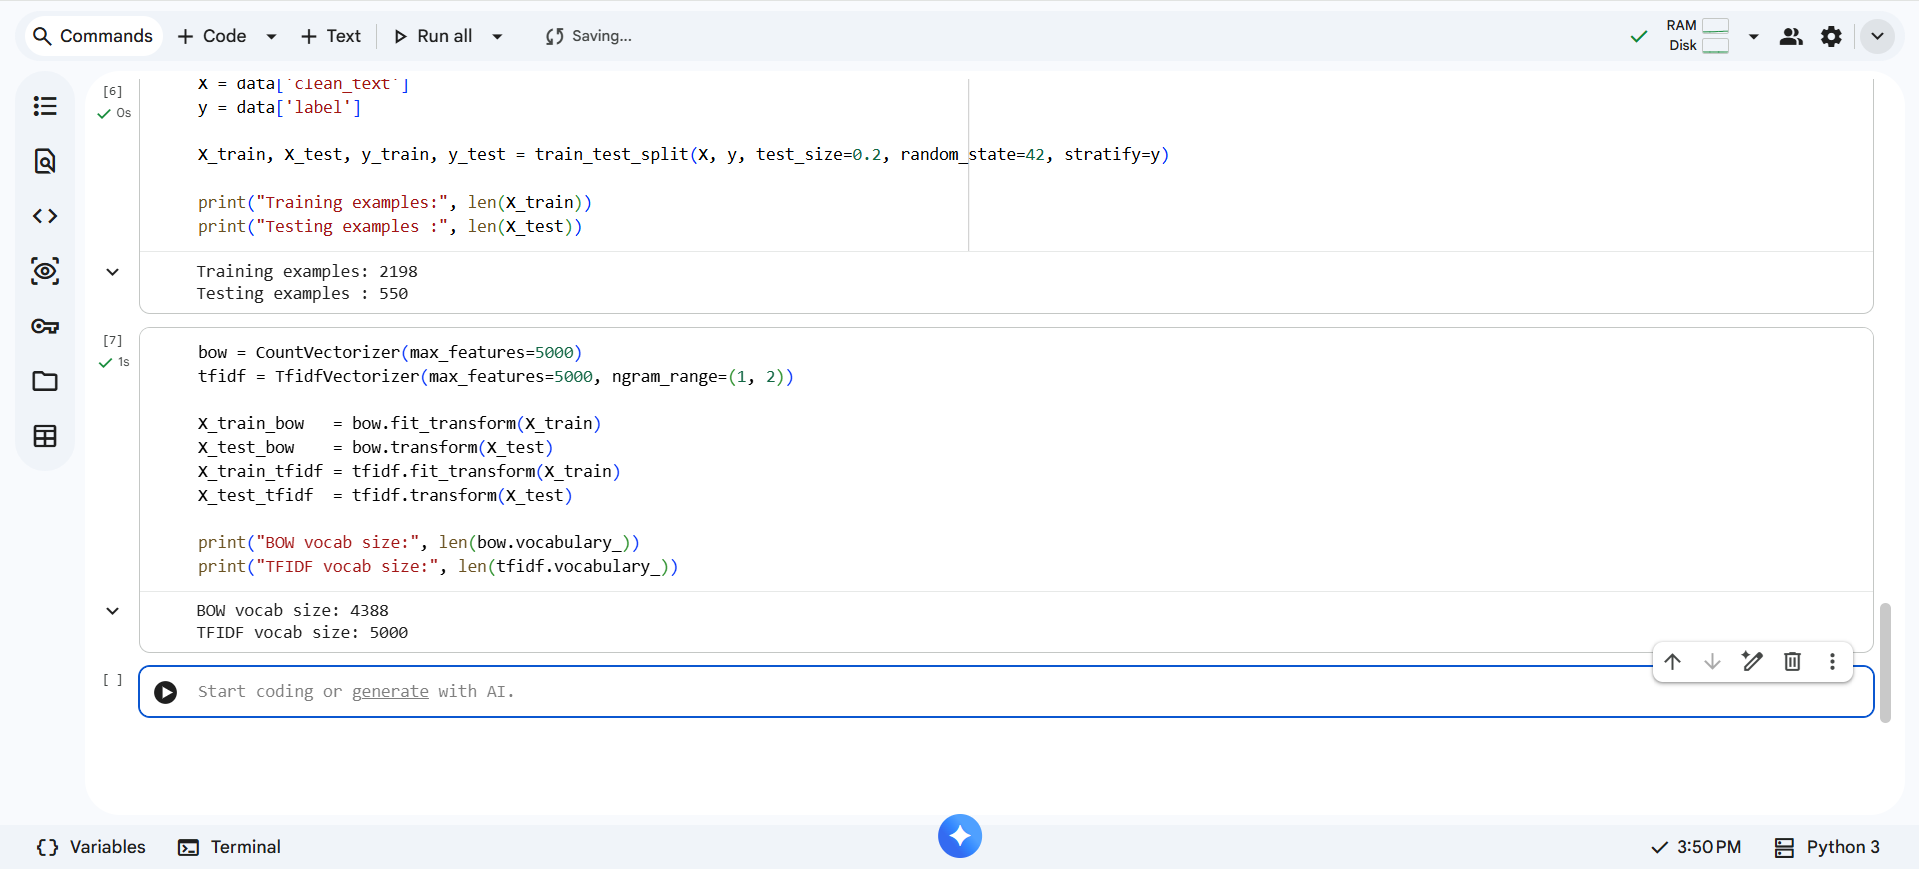 Commands + Code + Text Run all Saving...
RAM
Disk
[6]
0s
X = data['clean_text']
y = data['label']
X_train, X_test, y_train, y_test = train_test_split(X, y, test_size=0.2, random_state=42, stratify=y)
print("Training examples:", len(X_train))
print("Testing examples :", len(X_test))
Training examples: 2198
Testing examples : 550
[7]
1s
bow = CountVectorizer(max_features=5000)
tfidf = TfidfVectorizer(max_features=5000, ngram_range=(1, 2))
X_train_bow   = bow.fit_transform(X_train)
X_test_bow    = bow.transform(X_test)
X_train_tfidf = tfidf.fit_transform(X_train)
X_test_tfidf  = tfidf.transform(X_test)
print("BOW vocab size:", len(bow.vocabulary_))
print("TFIDF vocab size:", len(tfidf.vocabulary_))
BOW vocab size: 4388
TFIDF vocab size: 5000
[ ]
Start coding or generate with AI.
{} Variables Terminal 3:50 PM Python 3